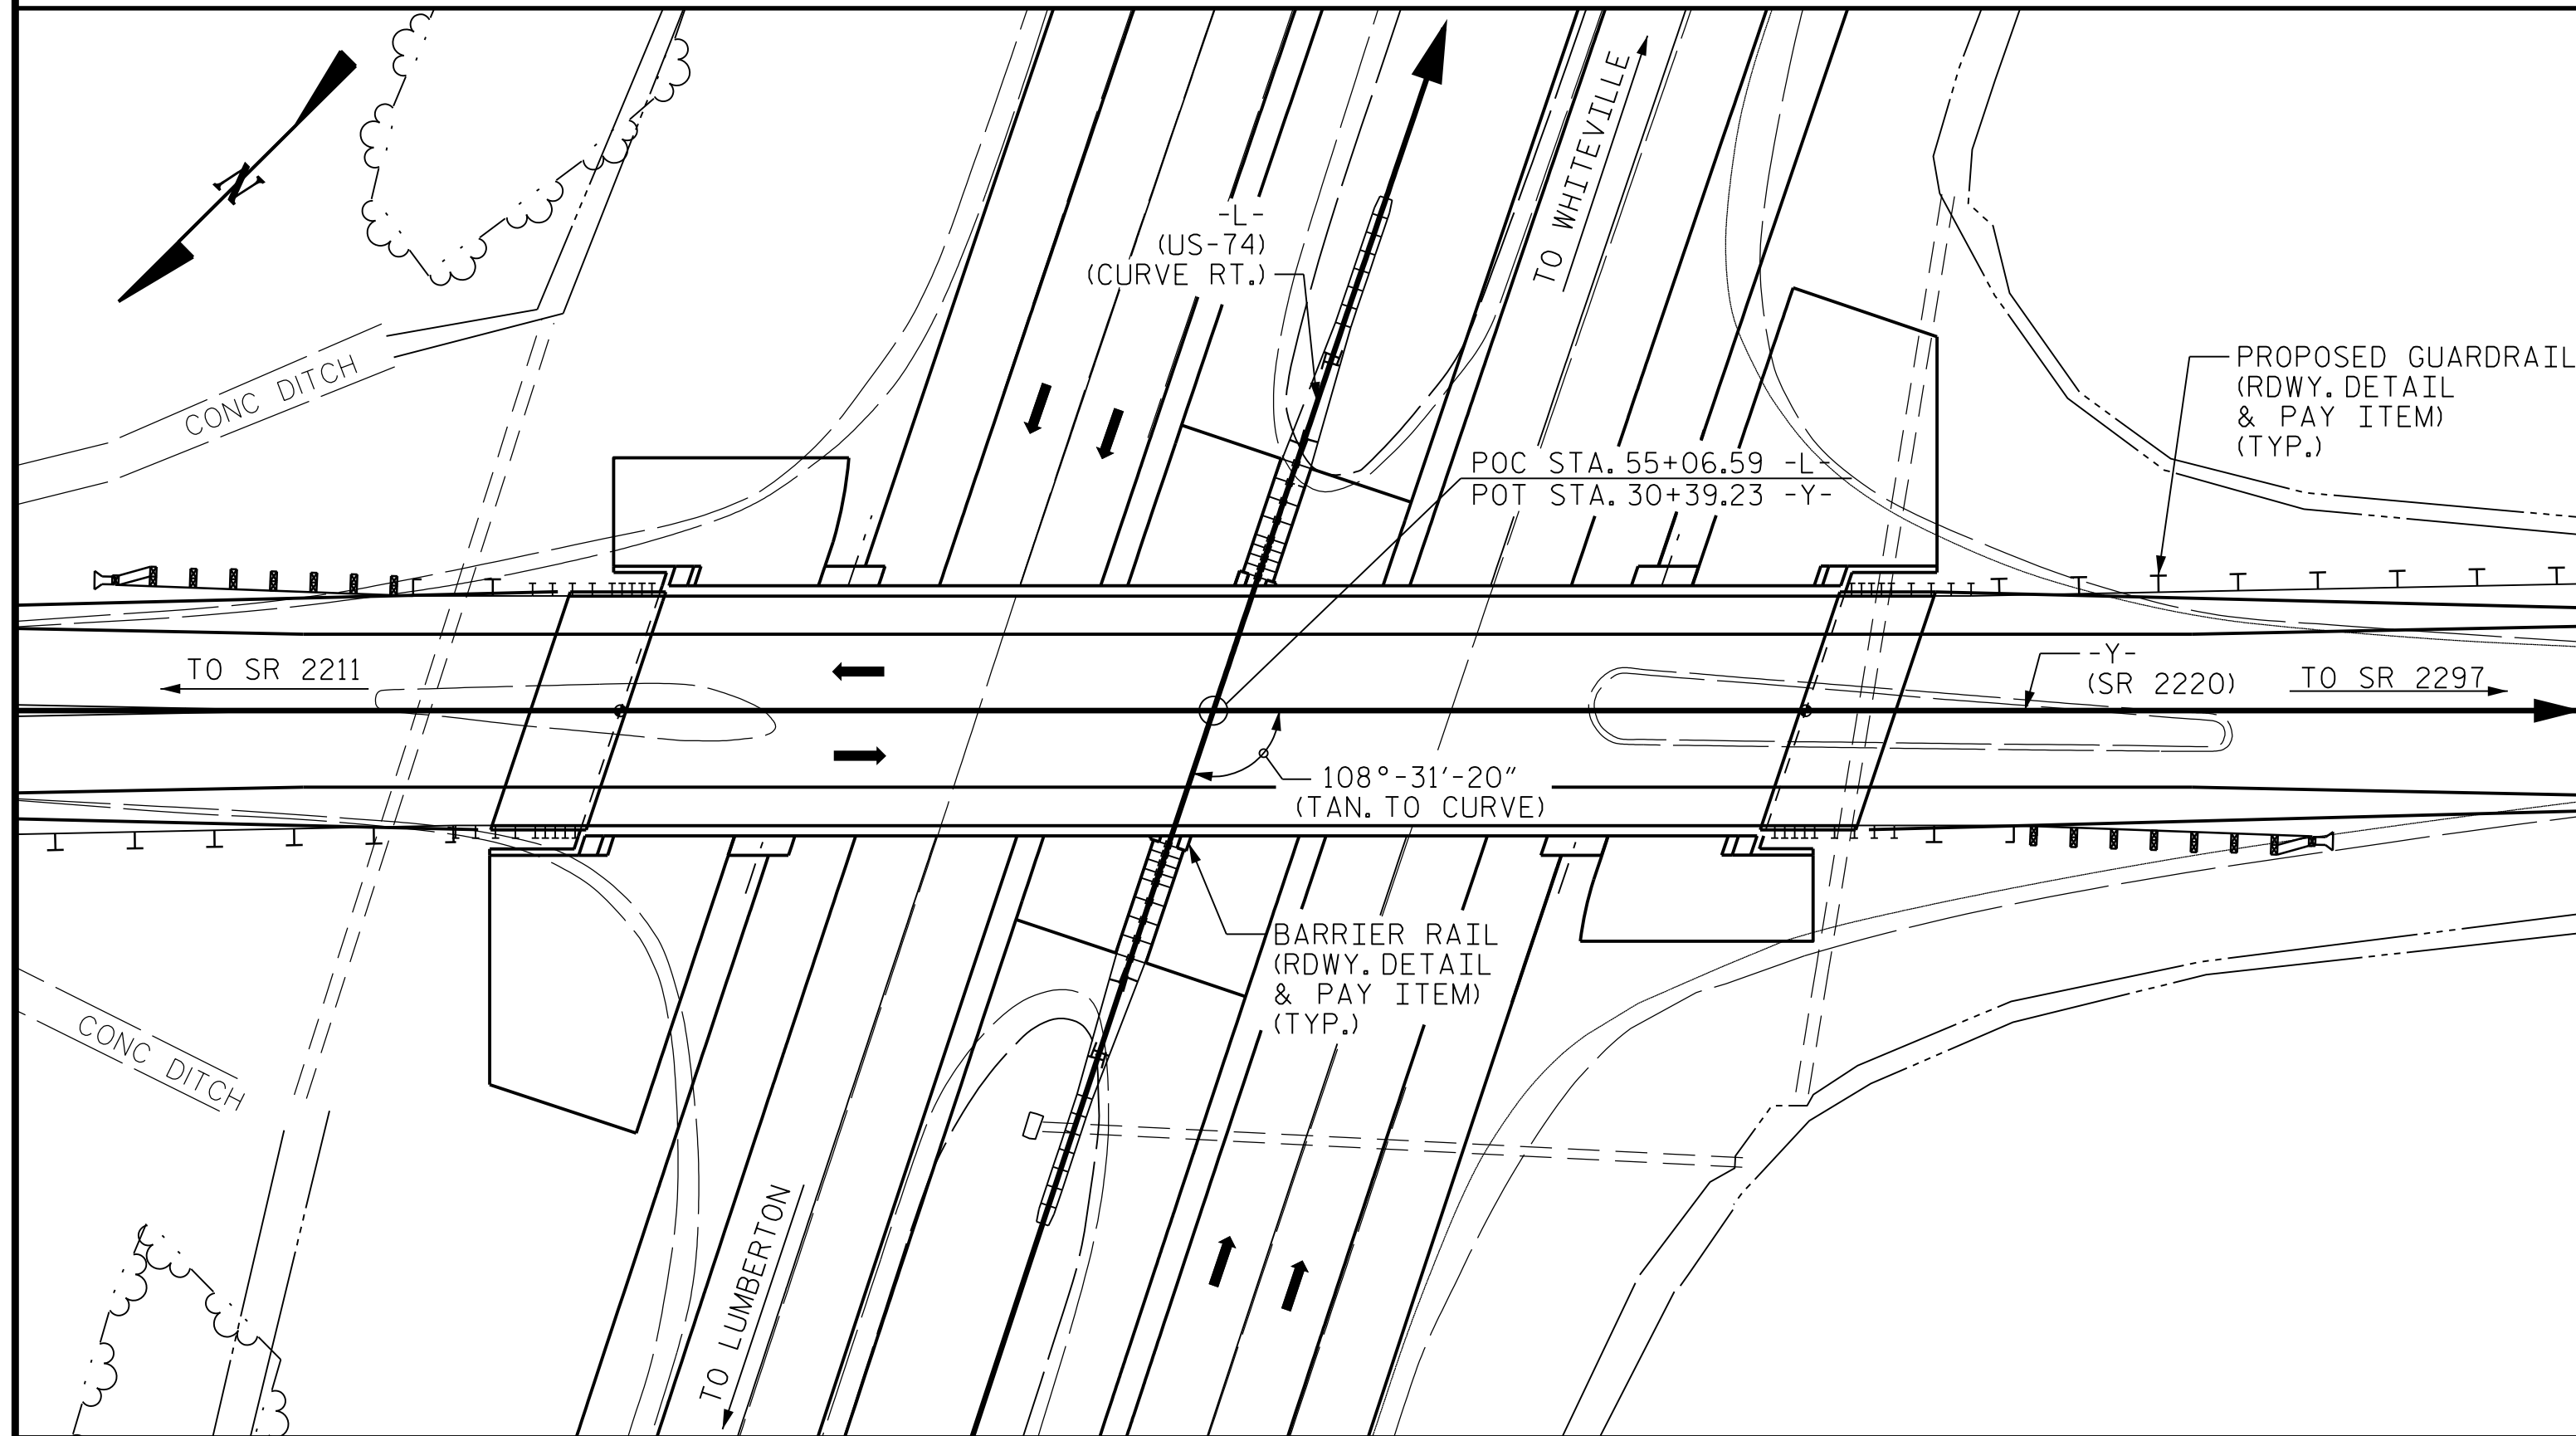 N
-L-
(US-74)
(CURVE RT.)
TO WHITEVILLE
CONC DITCH
PROPOSED GUARDRAIL
(RDWY. DETAIL
& PAY ITEM)
(TYP.)
POC STA. 55+06.59 -L-
POT STA. 30+39.23 -Y-
TO SR 2211
-Y-
(SR 2220)
TO SR 2297
108°-31'-20"
(TAN. TO CURVE)
BARRIER RAIL
(RDWY. DETAIL
& PAY ITEM)
(TYP.)
CONC DITCH
TO LUMBERTON